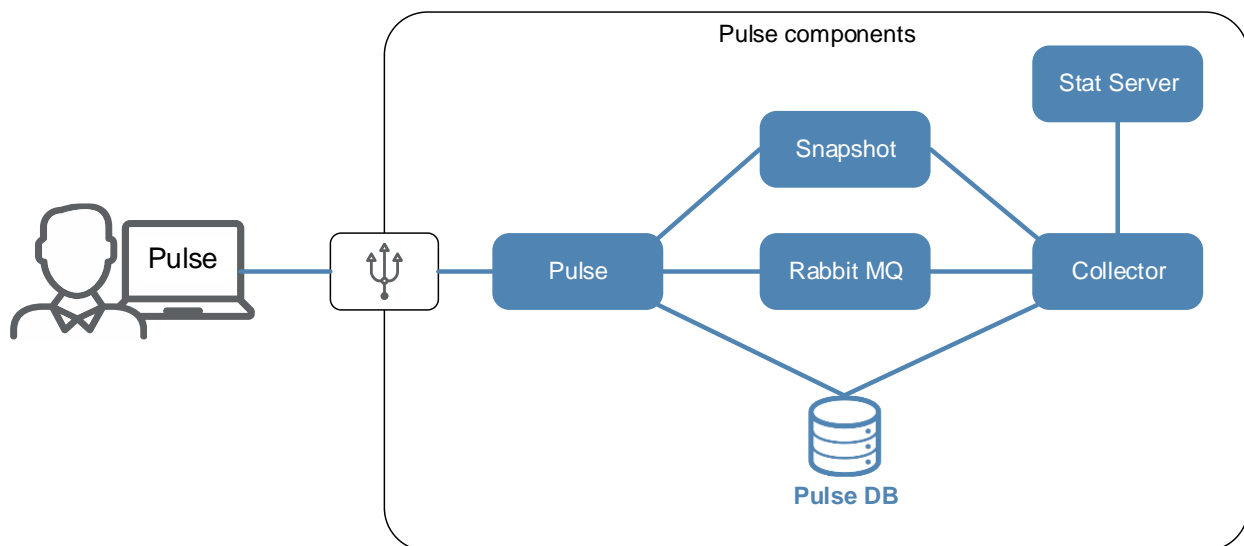 Pulse components
Stat Server
Snapshot
Pulse
Pulse
Rabbit MQ
Collector
Pulse DB